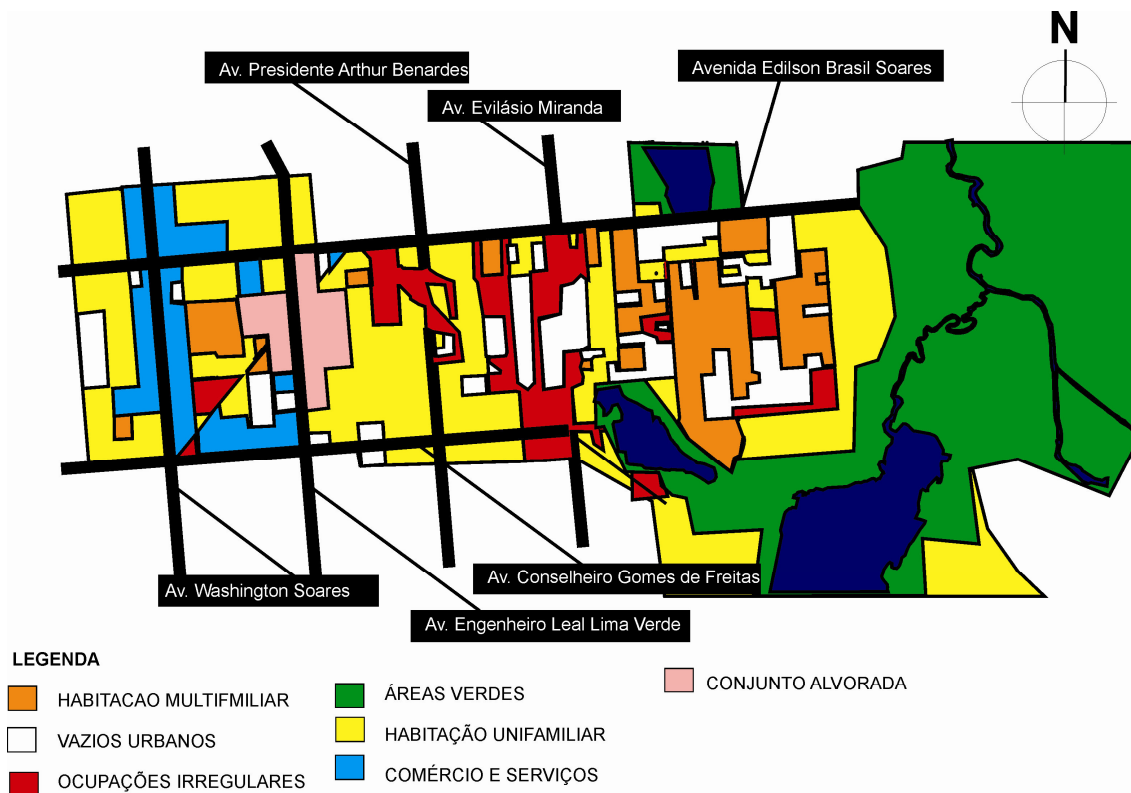 N
Av. Presidente Arthur Benardes
Avenida Edilson Brasil Soares
Av. Evilásio Miranda
Av. Conselheiro Gomes de Freitas
Av. Washington Soares
Av. Engenheiro Leal Lima Verde
LEGENDA
HABITACAO MULTIFMILIAR
VAZIOS URBANOS
OCUPAÇÕES IRREGULARES
ÁREAS VERDES
HABITAÇÃO UNIFAMILIAR
COMÉRCIO E SERVIÇOS
CONJUNTO ALVORADA